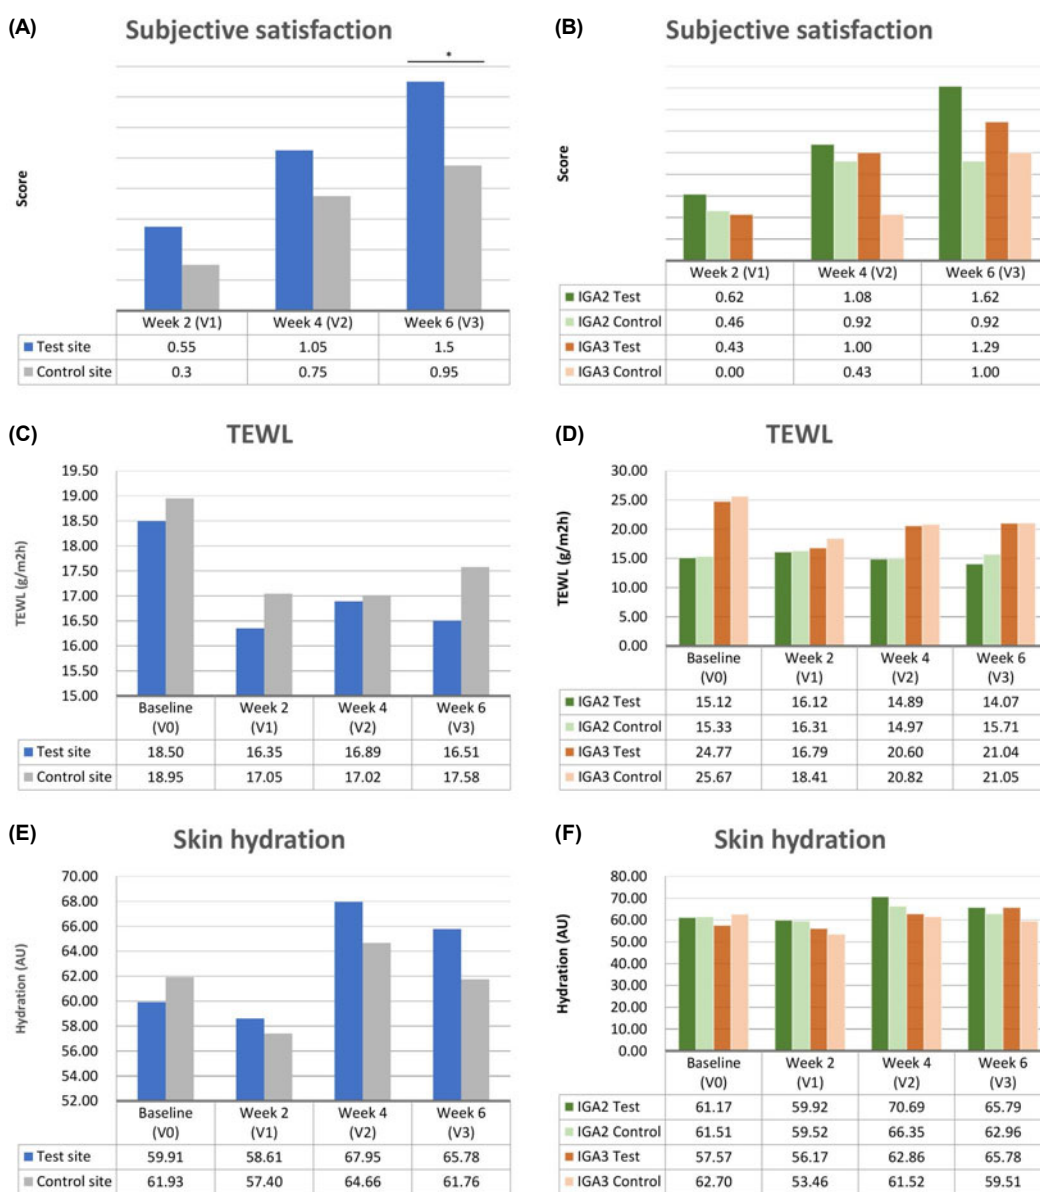 (A) Subjective satisfaction
*
Score
Week 2 (V1) Week 4 (V2) Week 6 (V3)
Test site 0.55 1.05 1.5
Control site 0.3 0.75 0.95
(B) Subjective satisfaction
Score
Week 2 (V1) Week 4 (V2) Week 6 (V3)
IGA2 Test 0.62 1.08 1.62
IGA2 Control 0.46 0.92 0.92
IGA3 Test 0.43 1.00 1.29
IGA3 Control 0.00 0.43 1.00
(C) TEWL
TEWL (g/m2h)
19.50
19.00
18.50
18.00
17.50
17.00
16.50
16.00
15.50
15.00
Baseline Week 2 Week 4 Week 6
(V0) (V1) (V2) (V3)
Test site 18.50 16.35 16.89 16.51
Control site 18.95 17.05 17.02 17.58
(D) TEWL
TEWL (g/m2h)
30.00
25.00
20.00
15.00
10.00
5.00
0.00
Baseline Week 2 Week 4 Week 6
(V0) (V1) (V2) (V3)
IGA2 Test 15.12 16.12 14.89 14.07
IGA2 Control 15.33 16.31 14.97 15.71
IGA3 Test 24.77 16.79 20.60 21.04
IGA3 Control 25.67 18.41 20.82 21.05
(E) Skin hydration
Hydration (AU)
70.00
68.00
66.00
64.00
62.00
60.00
58.00
56.00
54.00
52.00
Baseline Week 2 Week 4 Week 6
(V0) (V1) (V2) (V3)
Test site 59.91 58.61 67.95 65.78
Control site 61.93 57.40 64.66 61.76
(F) Skin hydration
Hydration (AU)
80.00
70.00
60.00
50.00
40.00
30.00
20.00
10.00
0.00
Baseline Week 2 Week 4 Week 6
(V0) (V1) (V2) (V3)
IGA2 Test 61.17 59.92 70.69 65.79
IGA2 Control 61.51 59.52 66.35 62.96
IGA3 Test 57.57 56.17 62.86 65.78
IGA3 Control 62.70 53.46 61.52 59.51